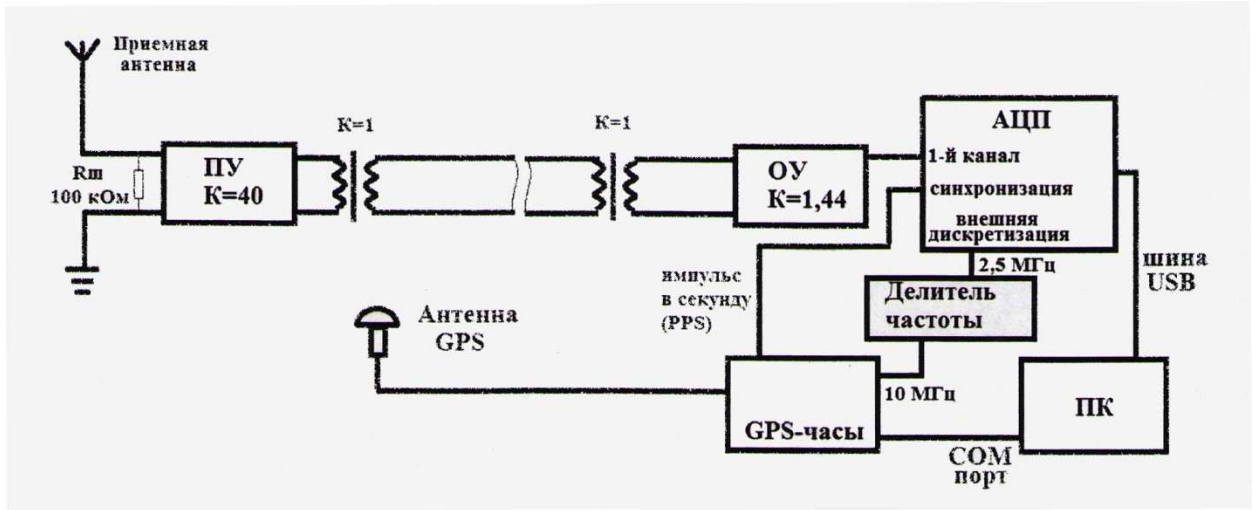 Приемная
антенна
Rш
100 кОм
ПУ
К=40
К=1
К=1
ОУ
К=1,44
АЦП
1-й канал
синхронизация
внешняя
дискретизация
2,5 МГц
шина
USB
импульс
в секунду
(PPS)
Делитель
частоты
Антенна
GPS
10 МГц
GPS-часы
ПК
COM
порт